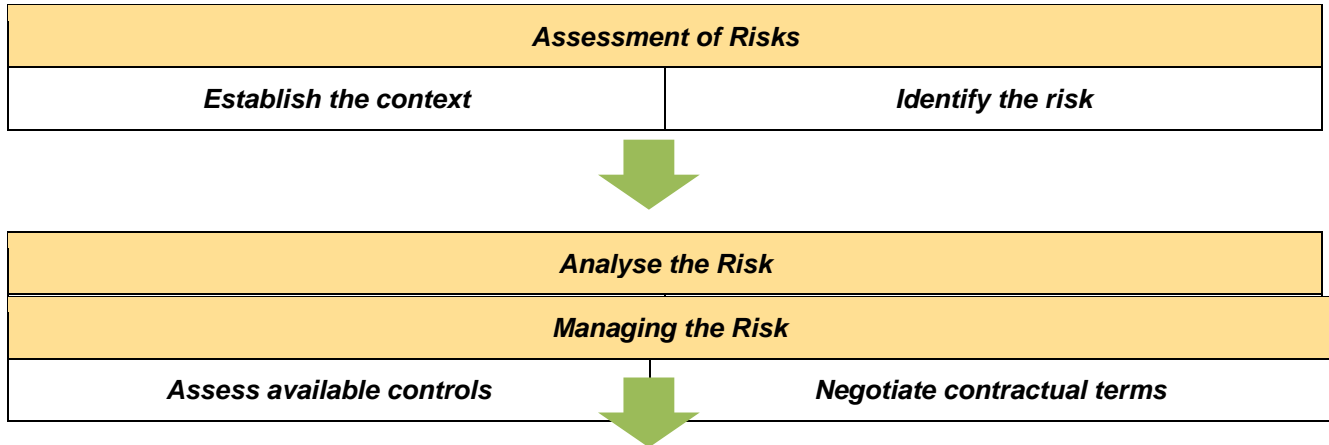 Assessment of Risks
Establish the context Identify the risk
Analyse the Risk
Managing the Risk
Assess available controls Negotiate contractual terms